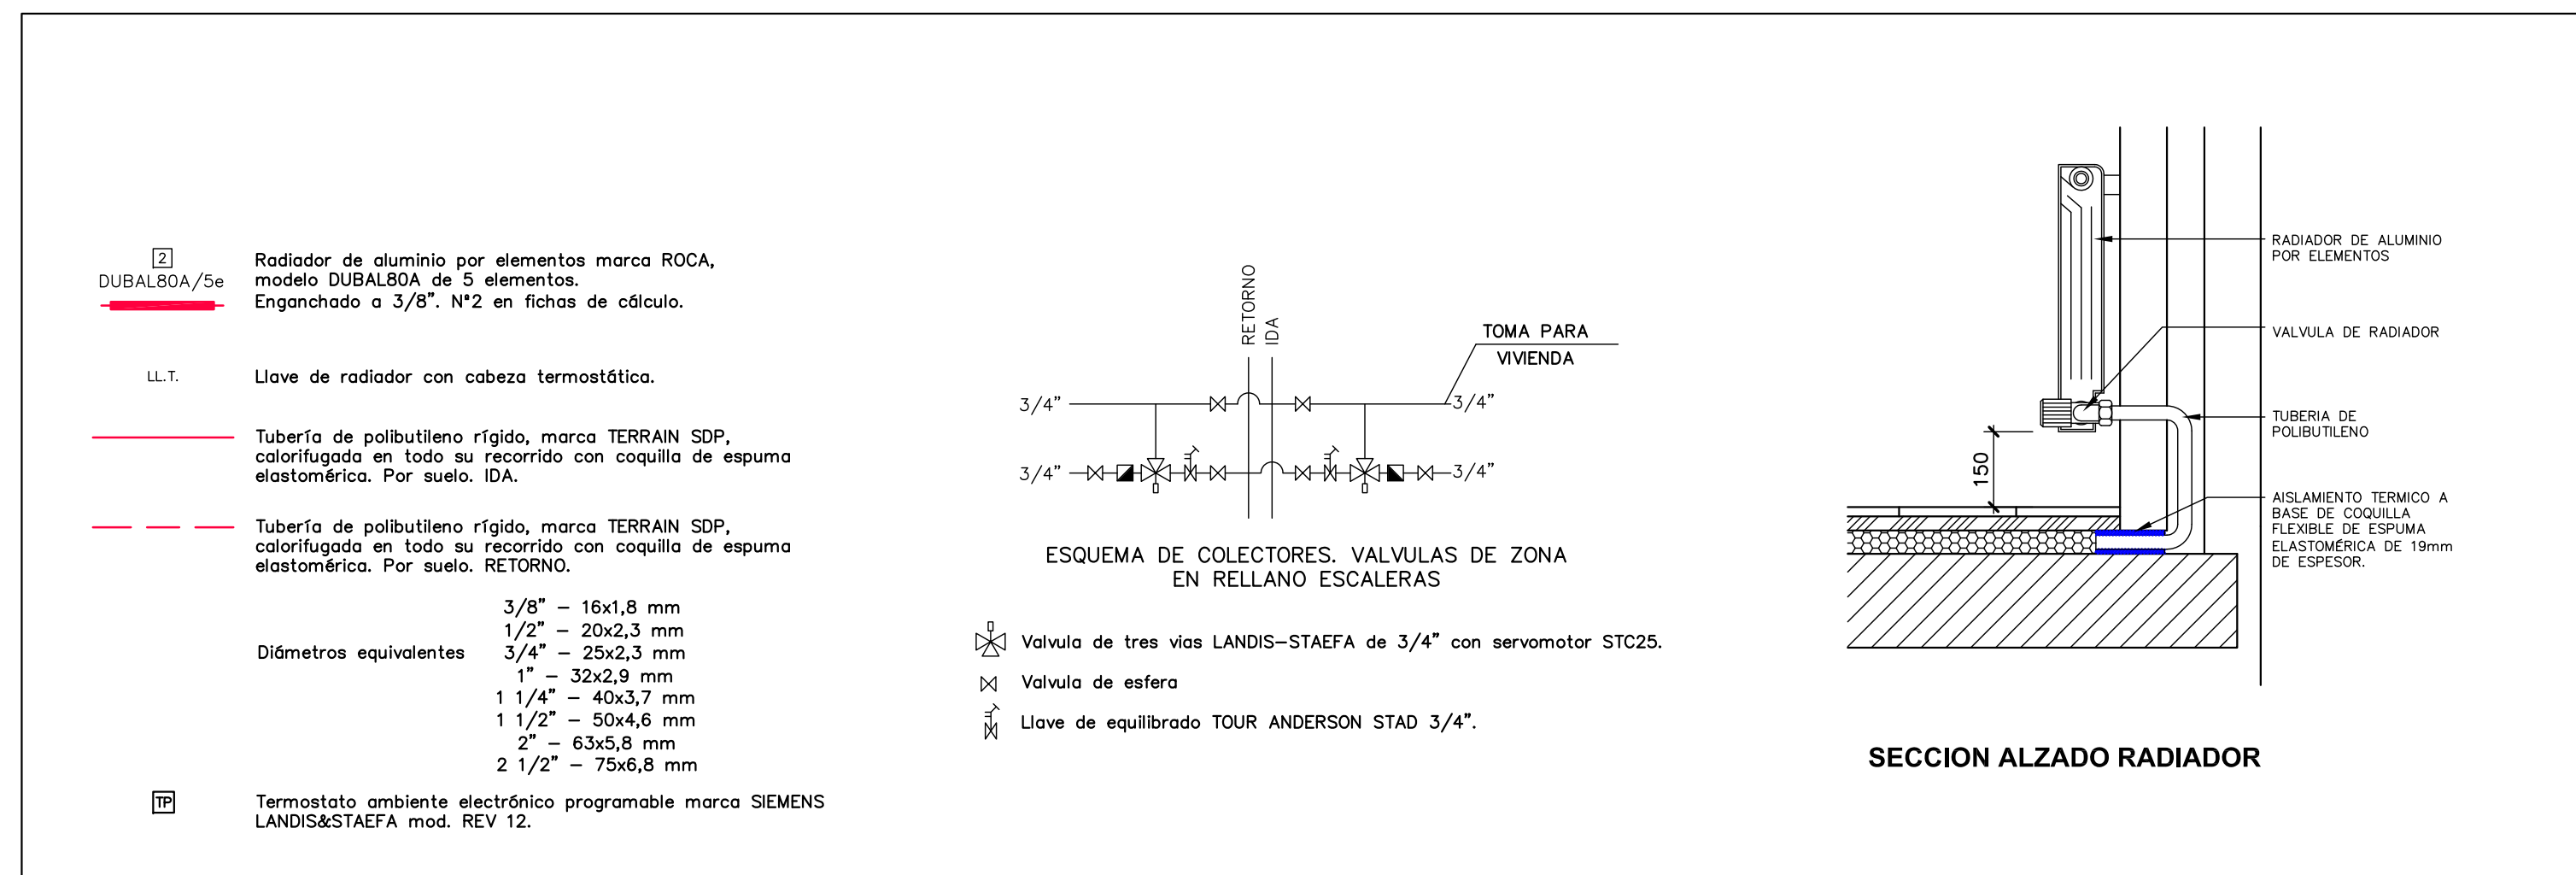 2
DUBAL80A/5e
Radiador de aluminio por elementos marca ROCA,
modelo DUBAL80A de 5 elementos.
Enganchado a 3/8". Nº2 en fichas de cálculo.
LL.T.
Llave de radiador con cabeza termostática.
Tubería de polibutileno rígido, marca TERRAIN SDP,
calorifugada en todo su recorrido con coquilla de espuma
elastomérica. Por suelo. IDA.
Tubería de polibutileno rígido, marca TERRAIN SDP,
calorifugada en todo su recorrido con coquilla de espuma
elastomérica. Por suelo. RETORNO.
Diámetros equivalentes
3/8" – 16x1,8 mm
1/2" – 20x2,3 mm
3/4" – 25x2,3 mm
1" – 32x2,9 mm
1 1/4" – 40x3,7 mm
1 1/2" – 50x4,6 mm
2" – 63x5,8 mm
2 1/2" – 75x6,8 mm
TP
Termostato ambiente electrónico programable marca SIEMENS
LANDIS&STAEFA mod. REV 12.
RETORNO
IDA
TOMA PARA
VIVIENDA
3/4"
3/4"
3/4"
3/4"
ESQUEMA DE COLECTORES. VALVULAS DE ZONA
EN RELLANO ESCALERAS
Valvula de tres vias LANDIS–STAEFA de 3/4" con servomotor STC25.
Valvula de esfera
Llave de equilibrado TOUR ANDERSON STAD 3/4".
RADIADOR DE ALUMINIO
POR ELEMENTOS
VALVULA DE RADIADOR
TUBERIA DE
POLIBUTILENO
150
AISLAMIENTO TERMICO A
BASE DE COQUILLA
FLEXIBLE DE ESPUMA
ELASTOMÉRICA DE 19mm
DE ESPESOR.
SECCION ALZADO RADIADOR